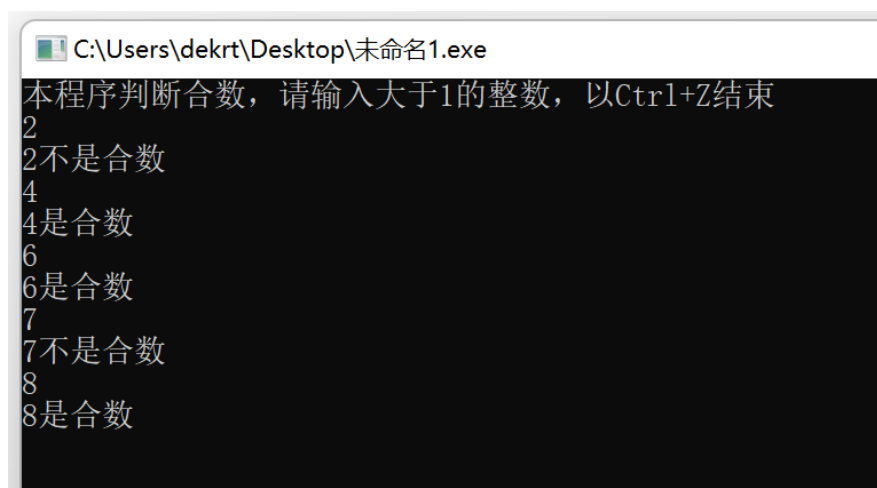 C:\Users\dekrt\Desktop\未命名1.exe
本程序判断合数，请输入大于1的整数，以Ctrl+Z结束
2
2不是合数
4
4是合数
6
6是合数
7
7不是合数
8
8是合数